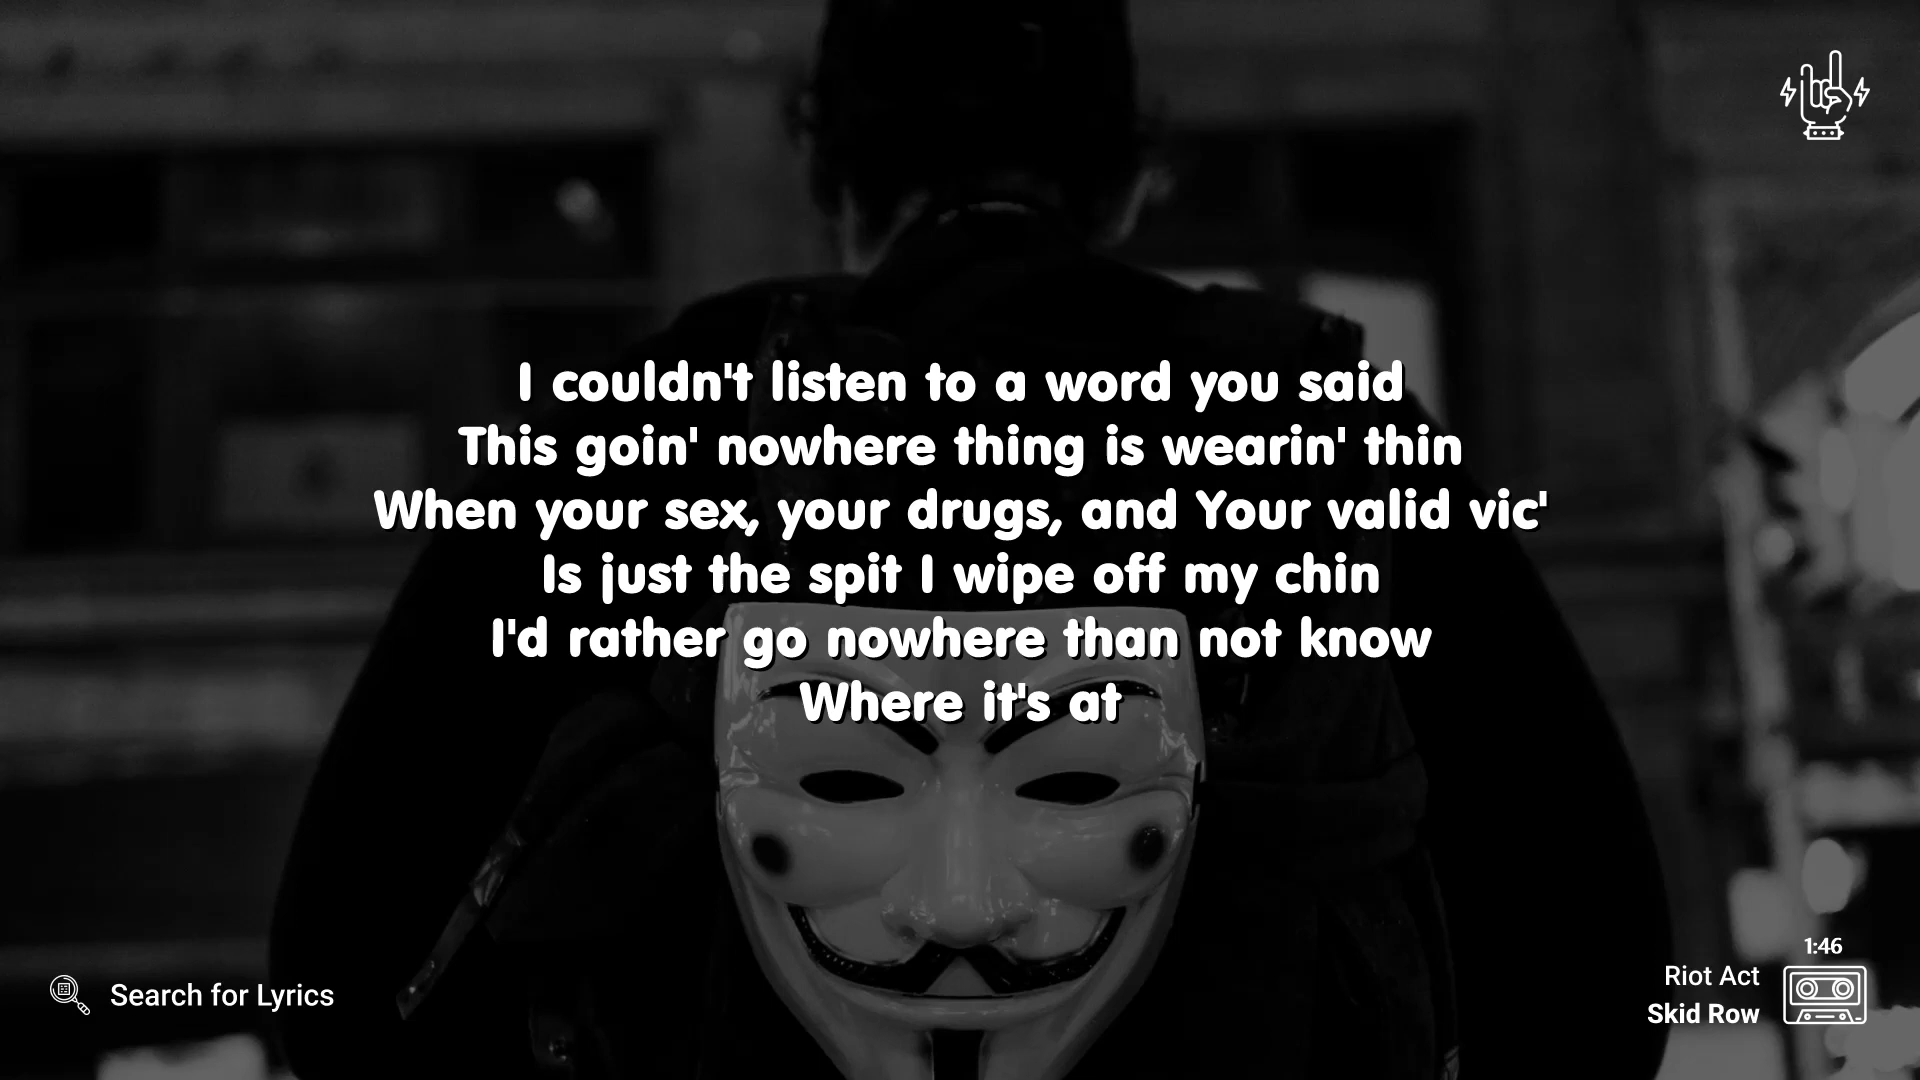 I couldn't listen to a word you said
This goin' nowhere thing is wearin' thin
When your sex, your drugs, and Your valid vic'
Is just the spit I wipe off my chin
I'd rather go nowhere than not know
Where it's at
Search for Lyrics
1:46
Riot Act
Skid Row